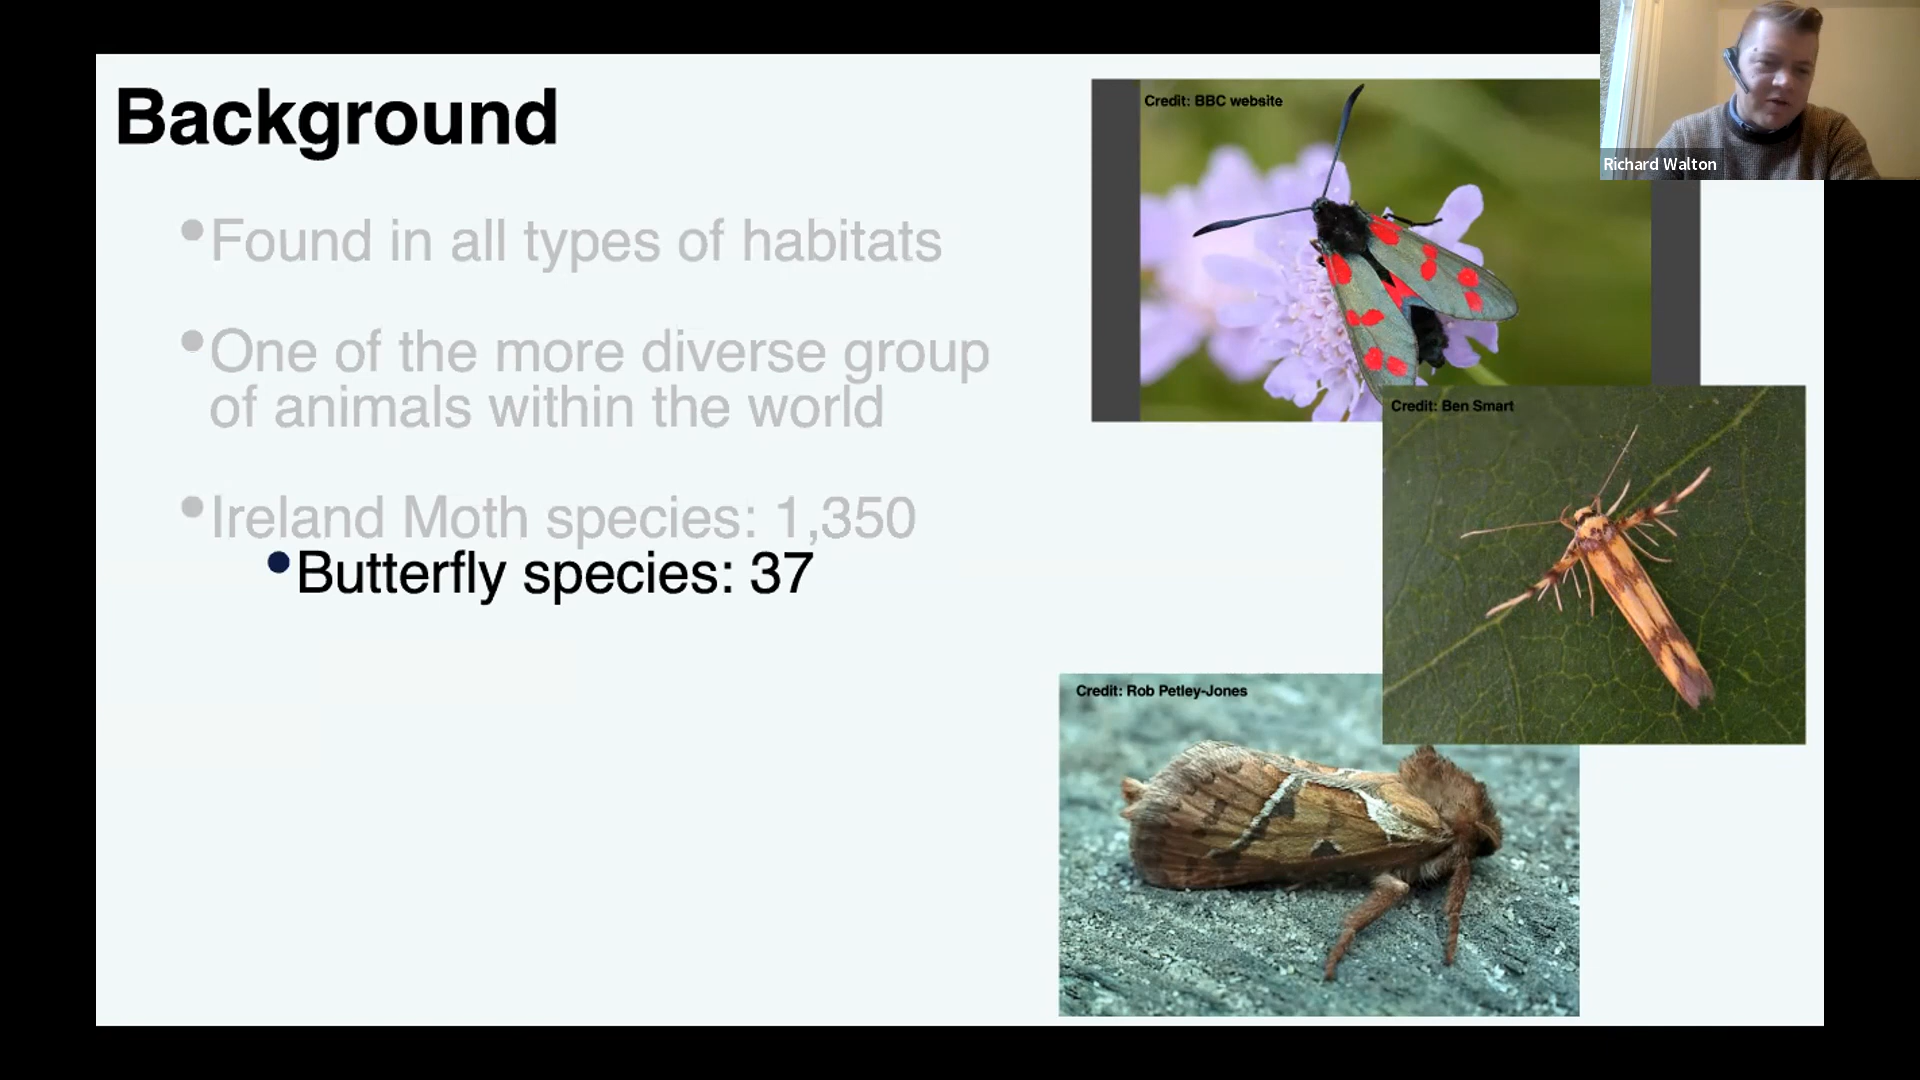 Background
•Found in all types of habitats
•One of the more diverse group
of animals within the world
•Ireland Moth species: 1,350
•Butterfly species: 37
Credit: BBC website
Richard Walton
Credit: Ben Smart
Credit: Rob Petley-Jones